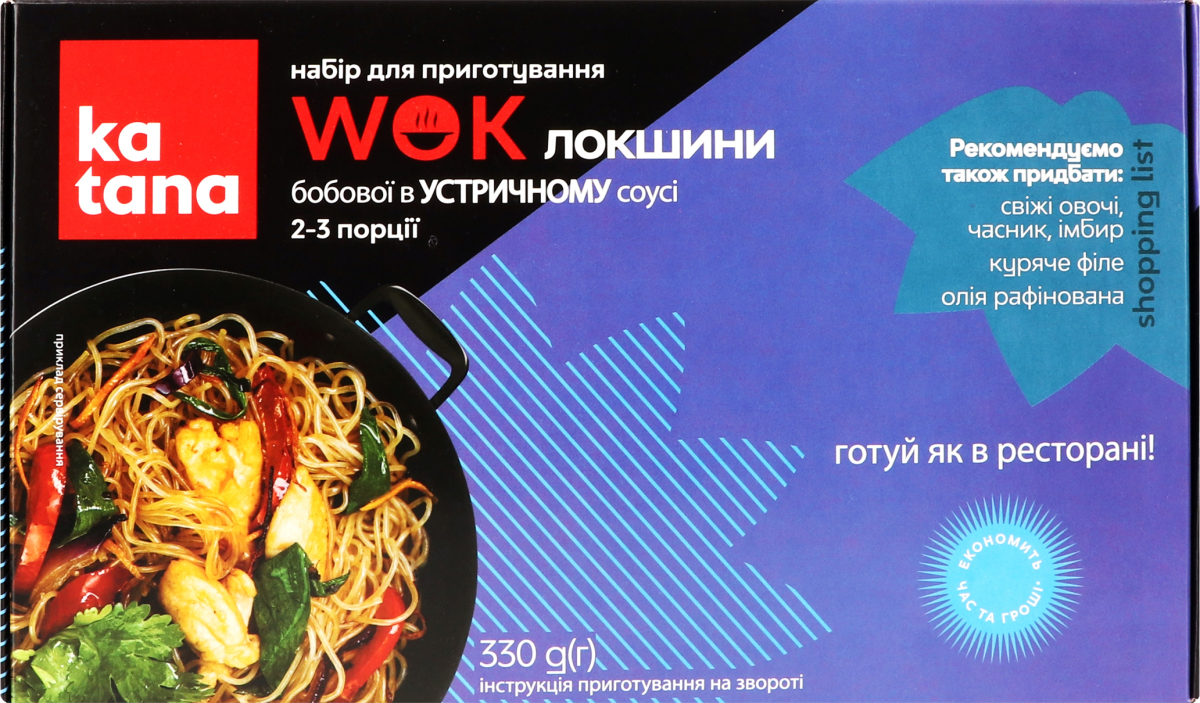 ka
tana
набір для приготування
WOK локшини
бобової в УСТРИЧНОМУ соусі
2-3 порції
Рекомендуємо
також придбати:
свіжі овочі,
часник, імбир
куряче філе
олія рафінована
shopping list
приклад сервірування
готуй як в ресторані!
ЕКОНОМИТЬ
ЧАС ТА ГРОШІ
330 g(г)
інструкція приготування на звороті